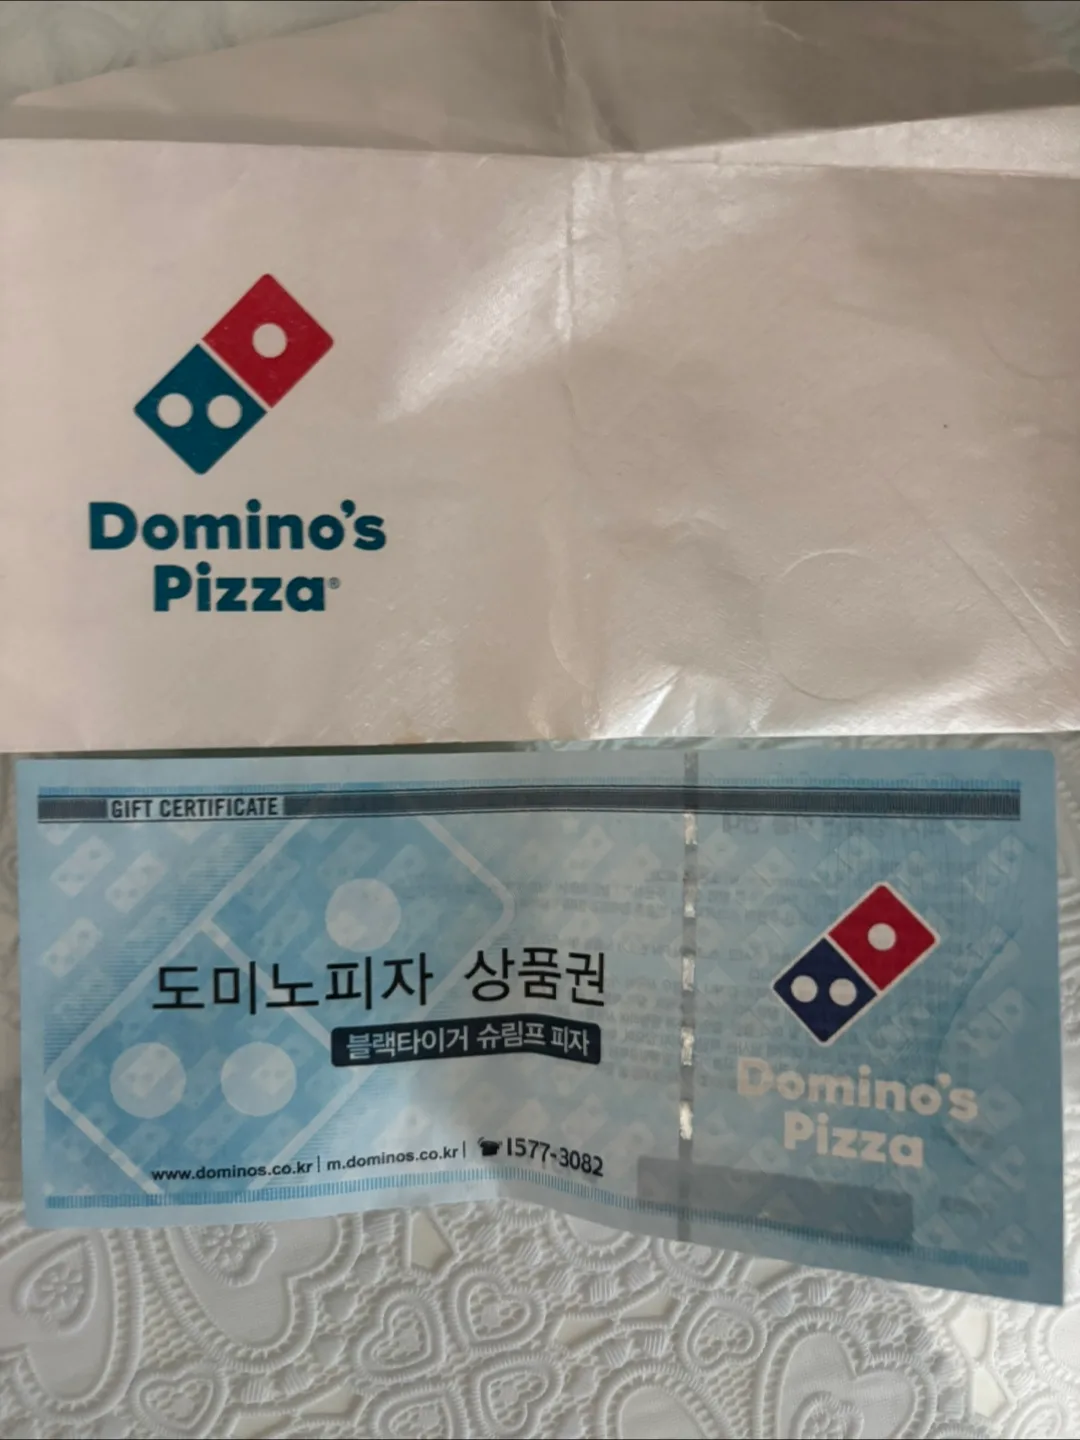 Domino's
Pizza®
GIFT CERTIFICATE
도미노피자 상품권
블랙타이거 슈림프 피자
www.dominos.co.kr | m.dominos.co.kr | ☎1577-3082
Domino's
Pizza